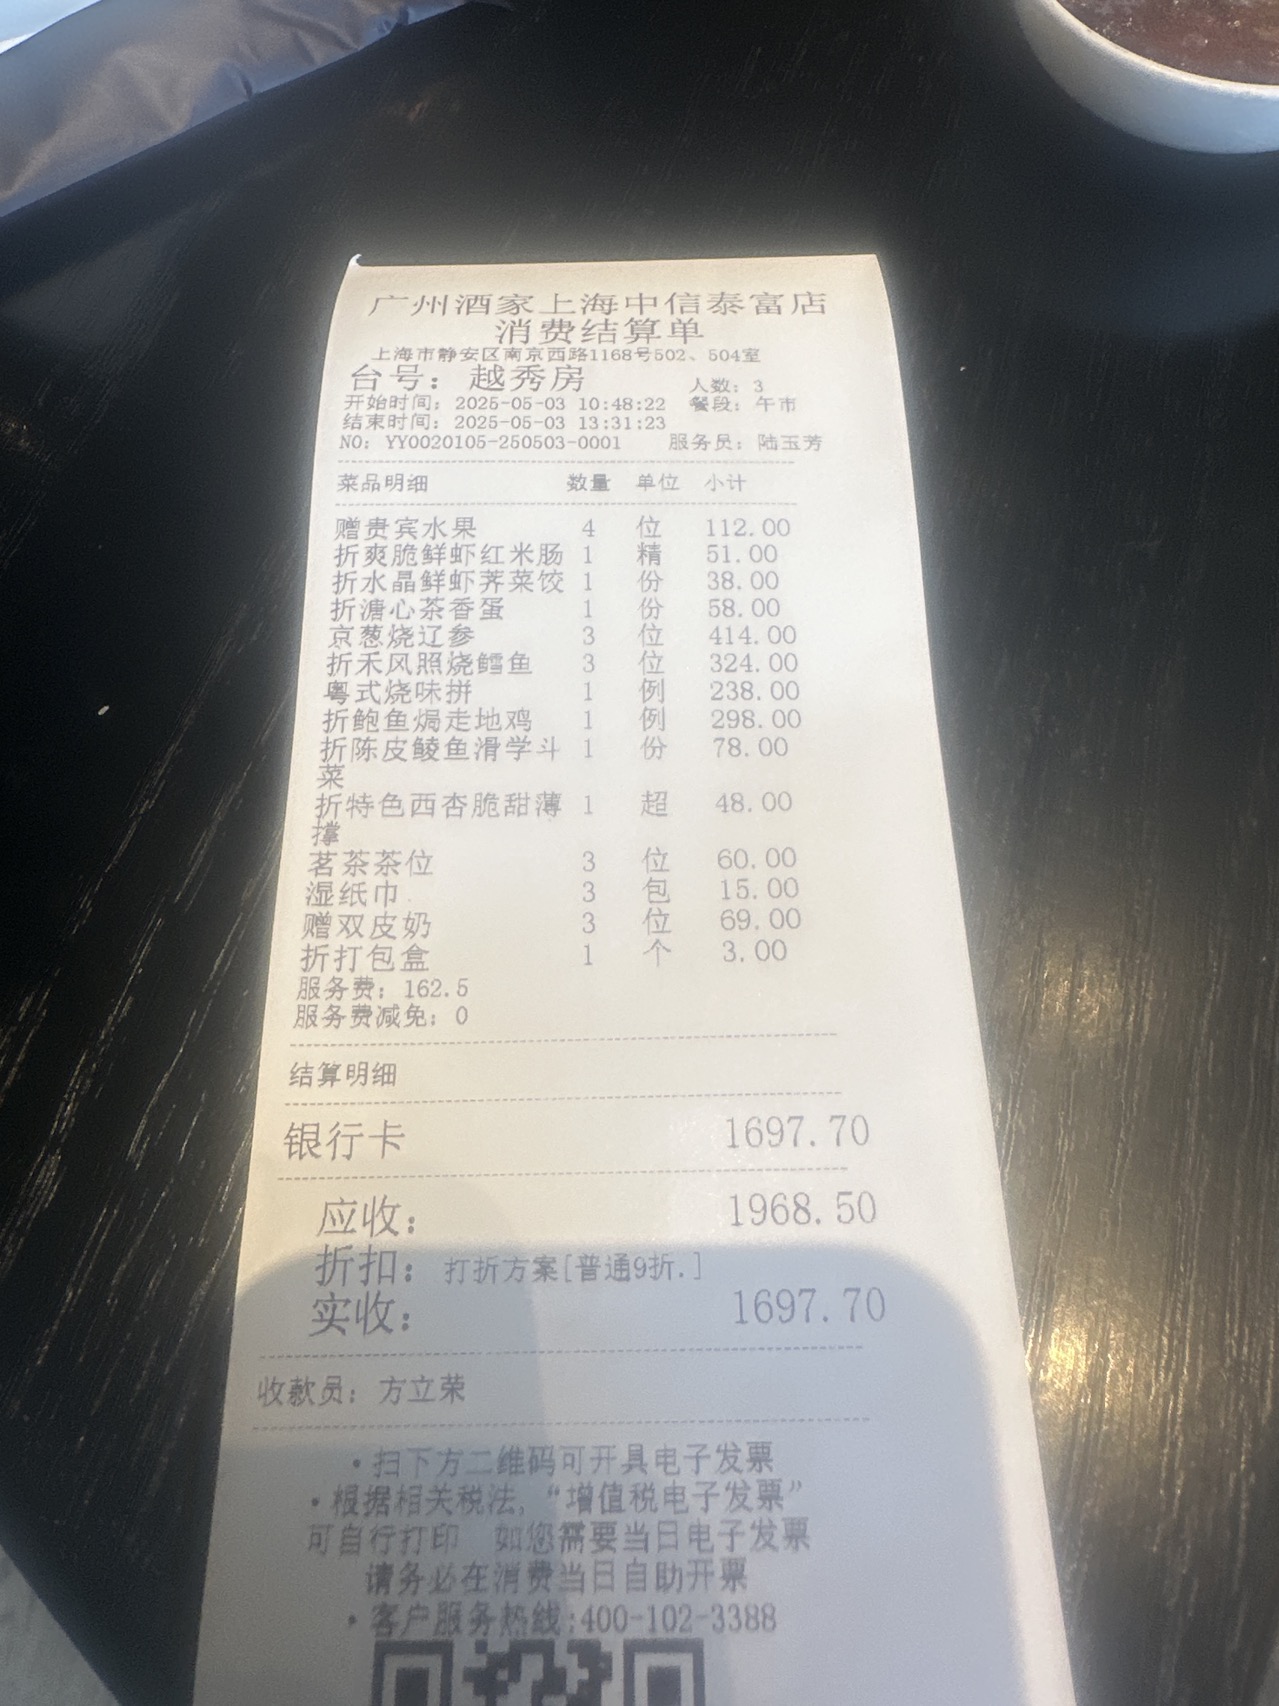 广州酒家上海中信泰富店
消费结算单
上海市静安区南京西路1168号502、504室
台号：越秀房 人数：3
开始时间：2025-05-03 10:48:22 餐段：午市
结束时间：2025-05-03 13:31:23
NO：YY0020105-250503-0001 服务员：陆玉芳
菜品明细 数量 单位 小计
赠贵宾水果 4 位 112.00
折爽脆鲜虾红米肠 1 精 51.00
折水晶鲜虾荠菜饺 1 份 38.00
折溏心茶香蛋 1 份 58.00
京葱烧辽参 3 位 414.00
折禾风照烧鳕鱼 3 位 324.00
粤式烧味拼 1 例 238.00
折鲍鱼焗走地鸡 1 例 298.00
折陈皮鲮鱼滑学斗 1 份 78.00
菜
折特色西杏脆甜薄 1 超 48.00
撑
茗茶茶位 3 位 60.00
湿纸巾 3 包 15.00
赠双皮奶 3 位 69.00
折打包盒 1 个 3.00
服务费：162.5
服务费减免：0
结算明细
银行卡 1697.70
应收： 1968.50
折扣：打折方案[普通9折.]
实收： 1697.70
收款员：方立荣
·扫下方二维码可开具电子发票
·根据相关税法，“增值税电子发票”
可自行打印 如您需要当日电子发票
请务必在消费当日自助开票
·客户服务热线:400-102-3388